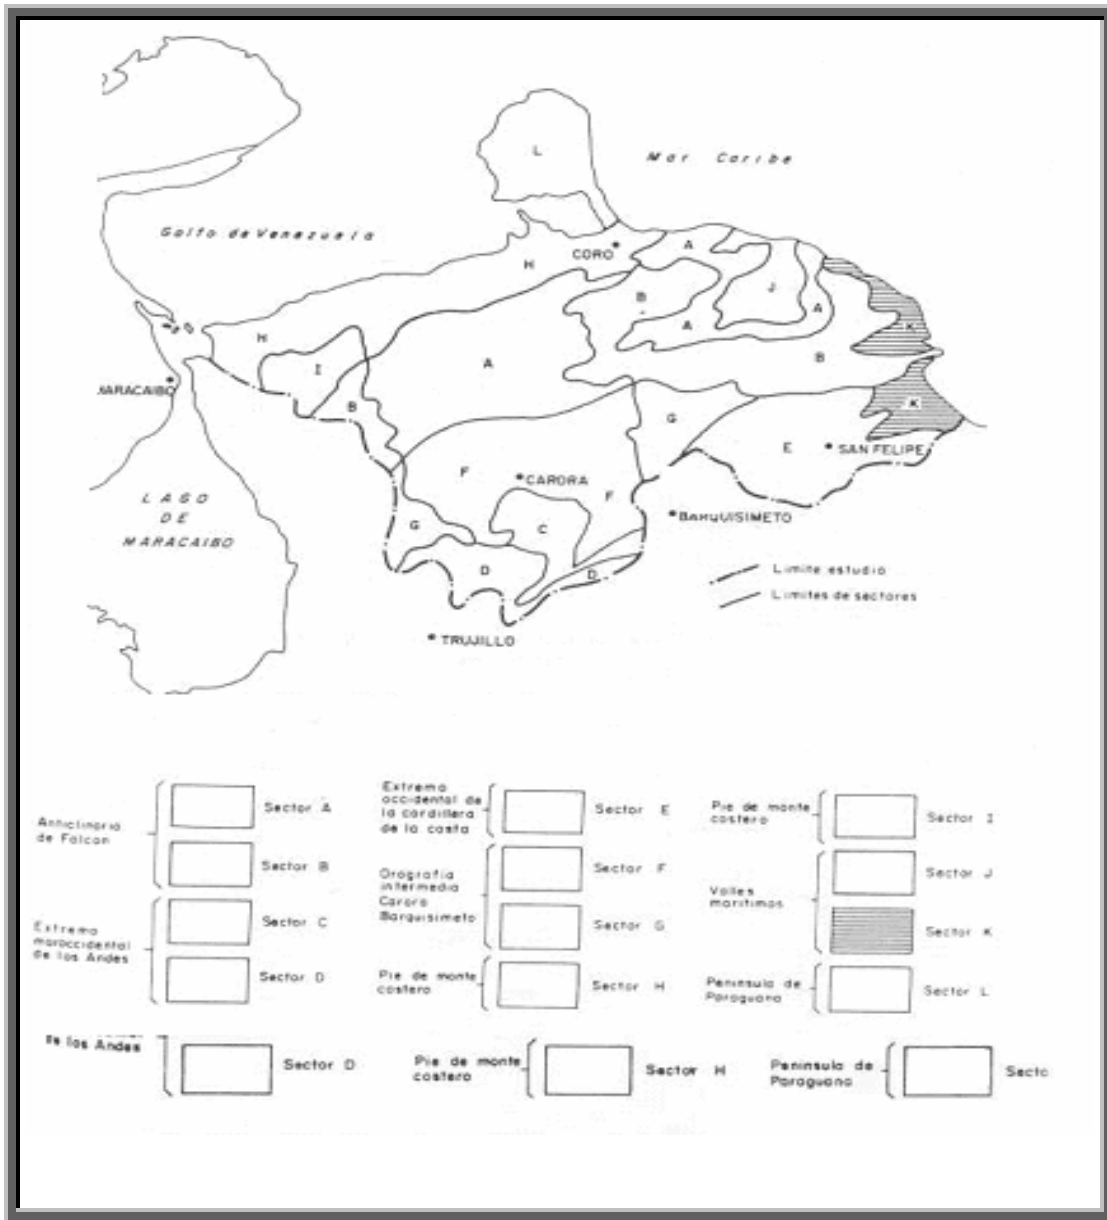 L
Mar Caribe
Golfo de Venezuela
CORO
A
H
B
J
A
A
K
H
I
A
B
K
MARACAIBO
B
G
E
SAN FELIPE
F
CARORA
F
LAGO
DE
MARACAIBO
G
C
BARQUISIMETO
D
D
Limite estudio
Limites de sectores
TRUJILLO
Anticlinorio
de Falcon
Sector A
Sector B
Extremo
noroccidental
de los Andes
Sector C
Sector D
Extremo
occidental de
la cordillera
de la costa
Sector E
Orografia
intermedia
Carora
Barquisimeto
Sector F
Sector G
Pie de monte
costero
Sector H
Pie de monte
costero
Sector I
Valles
maritimos
Sector J
Sector K
Peninsula de
Paraguana
Sector L
los Andes
Sector D
Pie de monte
costero
Sector H
Peninsula de
Paraguana
Secto